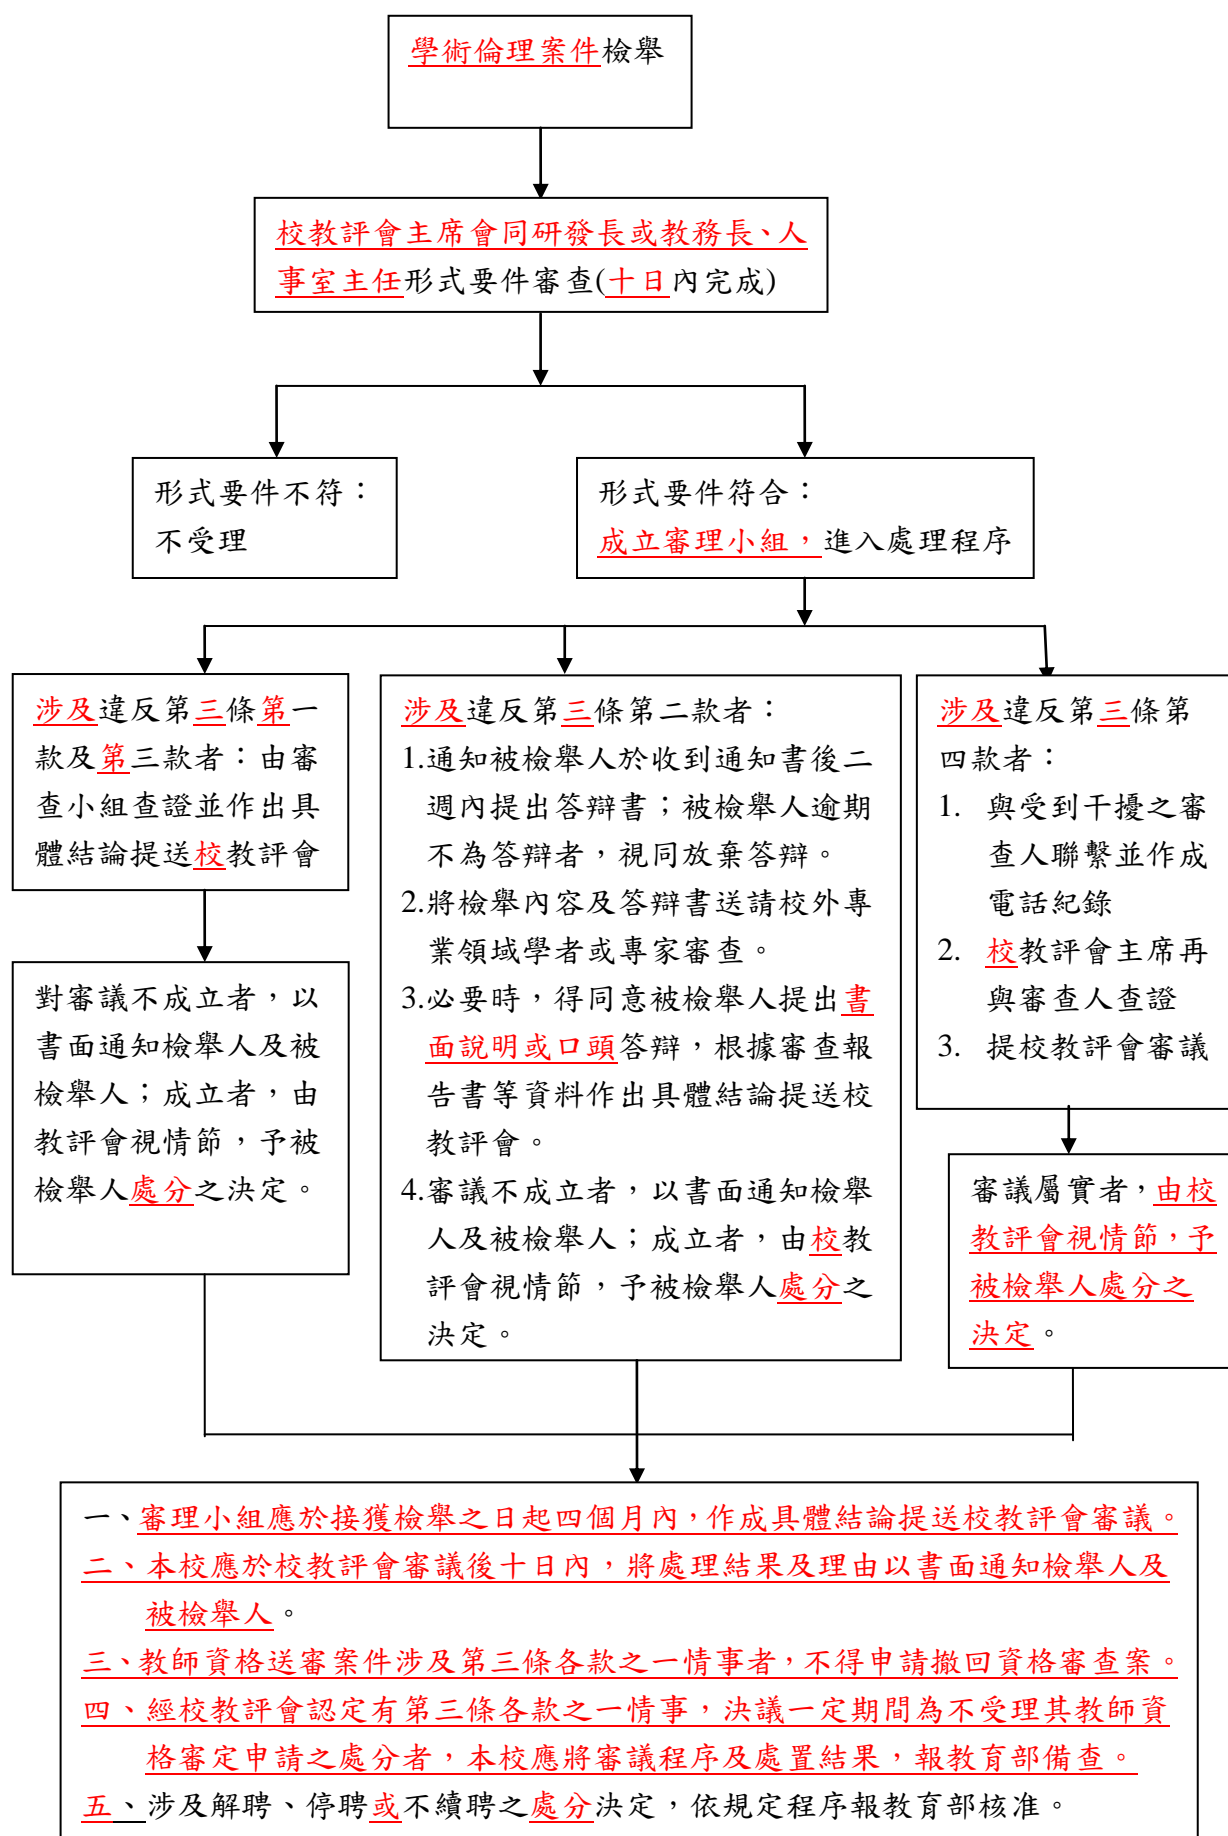 學術倫理案件檢舉
校教評會主席會同研發長或教務長、人
事室主任形式要件審查(十日內完成)
形式要件不符：
不受理
形式要件符合：
成立審理小組，進入處理程序
涉及違反第三條第一
款及第三款者：由審
查小組查證並作出具
體結論提送校教評會
對審議不成立者，以
書面通知檢舉人及被
檢舉人；成立者，由
教評會視情節，予被
檢舉人處分之決定。
涉及違反第三條第二款者：
1.通知被檢舉人於收到通知書後二
週內提出答辯書；被檢舉人逾期
不為答辯者，視同放棄答辯。
2.將檢舉內容及答辯書送請校外專
業領域學者或專家審查。
3.必要時，得同意被檢舉人提出書
面說明或口頭答辯，根據審查報
告書等資料作出具體結論提送校
教評會。
4.審議不成立者，以書面通知檢舉
人及被檢舉人；成立者，由校教
評會視情節，予被檢舉人處分之
決定。
涉及違反第三條第
四款者：
1. 與受到干擾之審
查人聯繫並作成
電話紀錄
2. 校教評會主席再
與審查人查證
3. 提校教評會審議
審議屬實者，由校
教評會視情節，予
被檢舉人處分之
決定。
一、審理小組應於接獲檢舉之日起四個月內，作成具體結論提送校教評會審議。
二、本校應於校教評會審議後十日內，將處理結果及理由以書面通知檢舉人及
被檢舉人。
三、教師資格送審案件涉及第三條各款之一情事者，不得申請撤回資格審查案。
四、經校教評會認定有第三條各款之一情事，決議一定期間為不受理其教師資
格審定申請之處分者，本校應將審議程序及處置結果，報教育部備查。
五、涉及解聘、停聘或不續聘之處分決定，依規定程序報教育部核准。